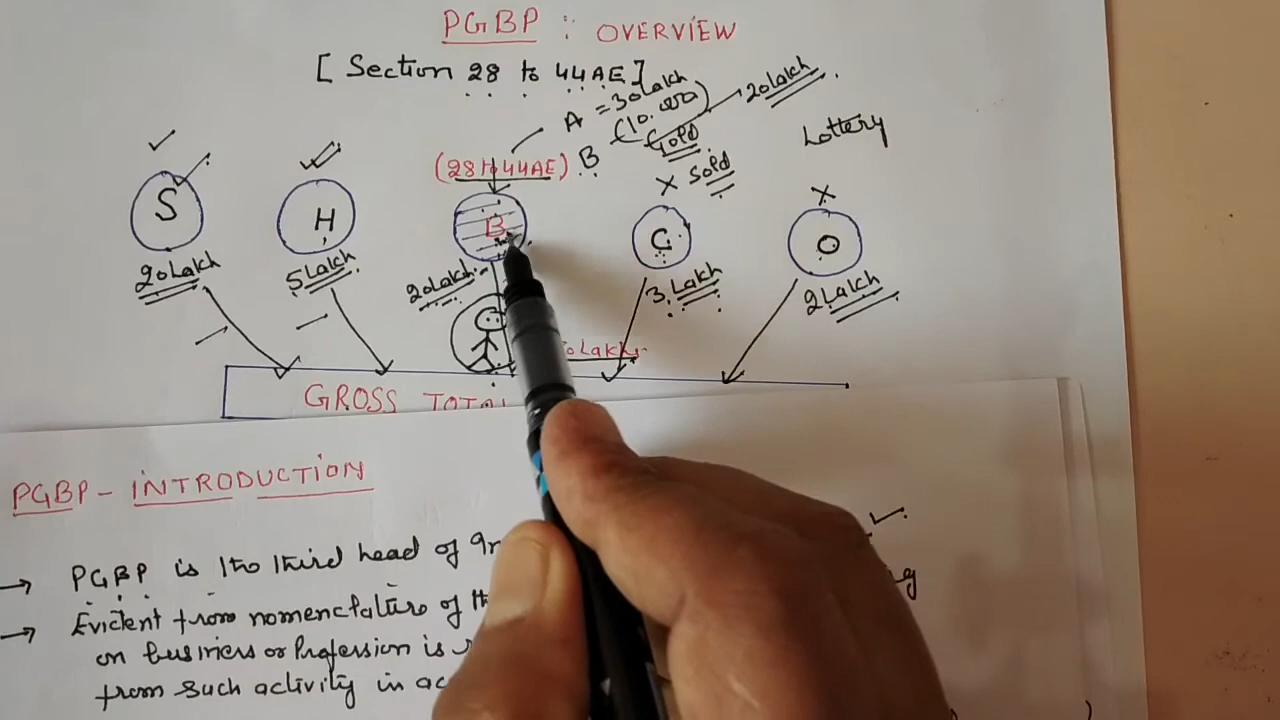 PGBP : OVERVIEW
[ Section 28 to 44AE ]
A = 30 Lakh
20 Lakh
(28 to 44AE)
B
Gold
Sold
Lottery
S
H
B
C
O
20 Lakh
5 Lakh
20 Lakh
3 Lakh
2 Lakh
GROSS TOTAL
PGBP - INTRODUCTION
→ PGBP is the third head of
→ Evident from nomenclature of
on business or Profession is
from such activity in